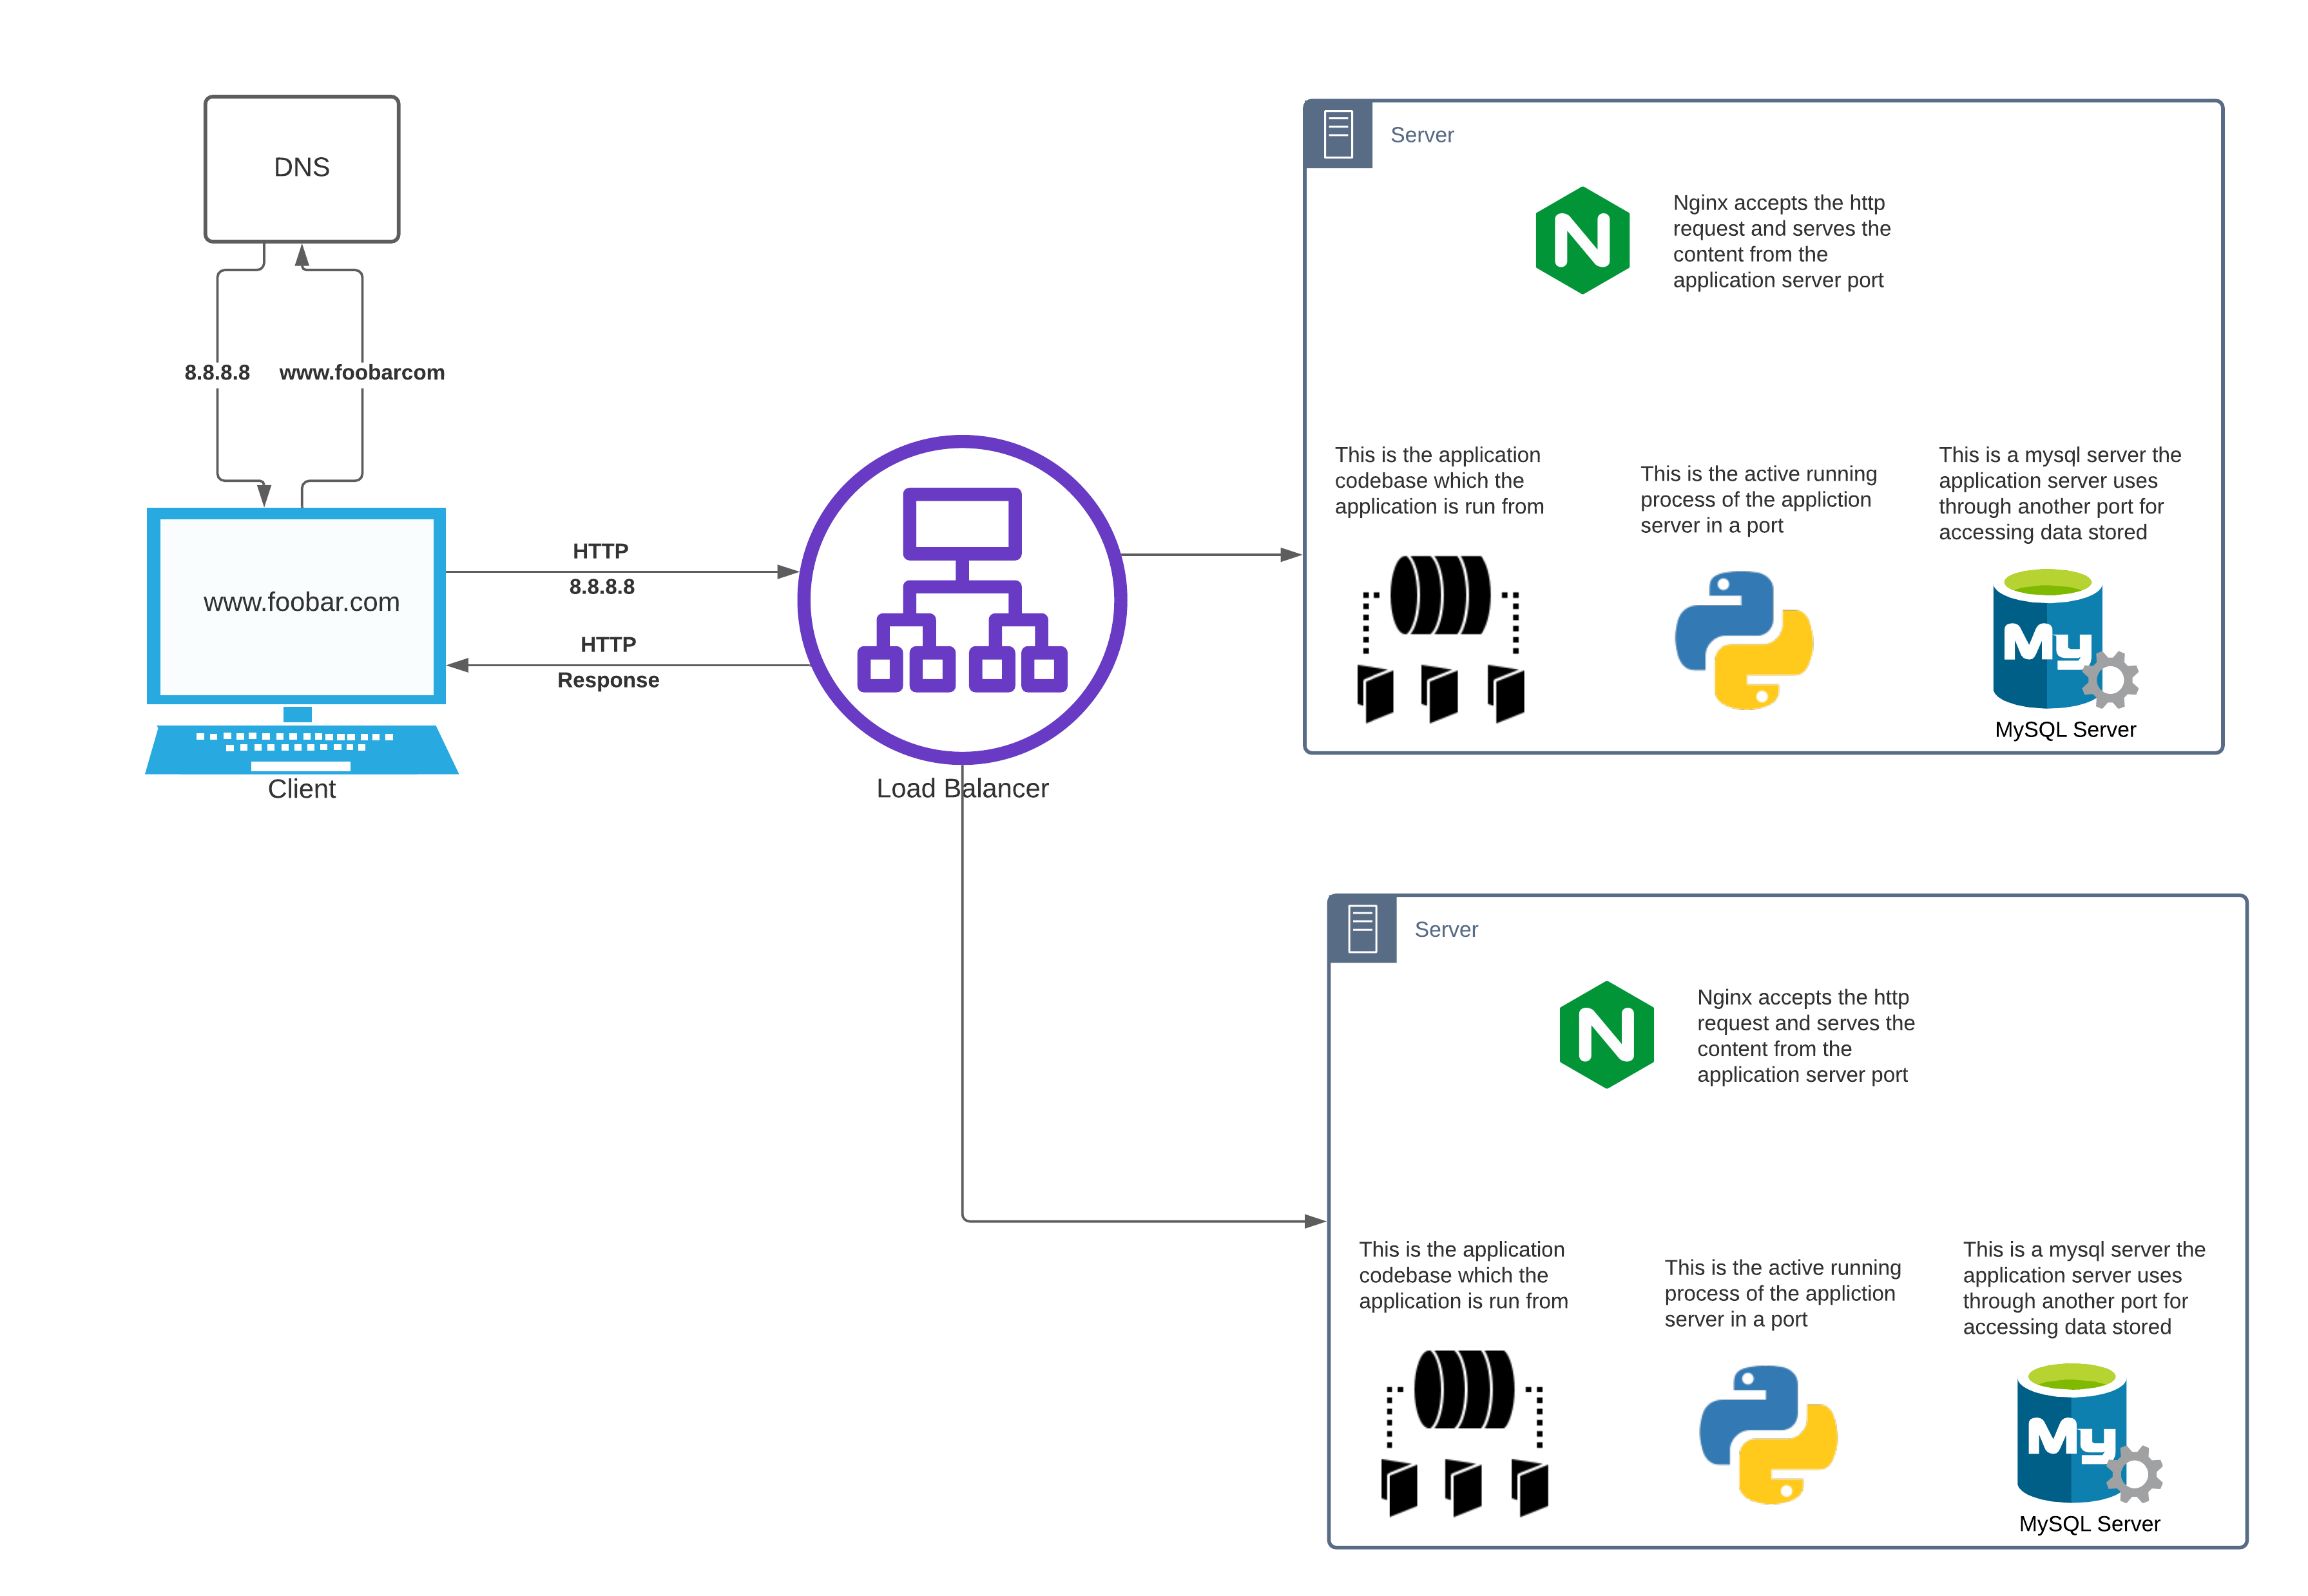 DNS
8.8.8.8
www.foobarcom
www.foobar.com
Client
HTTP
8.8.8.8
HTTP
Response
Load Balancer
Server
Nginx accepts the http
request and serves the
content from the
application server port
This is the application
codebase which the
application is run from
This is the active running
process of the appliction
server in a port
This is a mysql server the
application server uses
through another port for
accessing data stored
My
MySQL Server
Server
Nginx accepts the http
request and serves the
content from the
application server port
This is the application
codebase which the
application is run from
This is the active running
process of the appliction
server in a port
This is a mysql server the
application server uses
through another port for
accessing data stored
My
MySQL Server